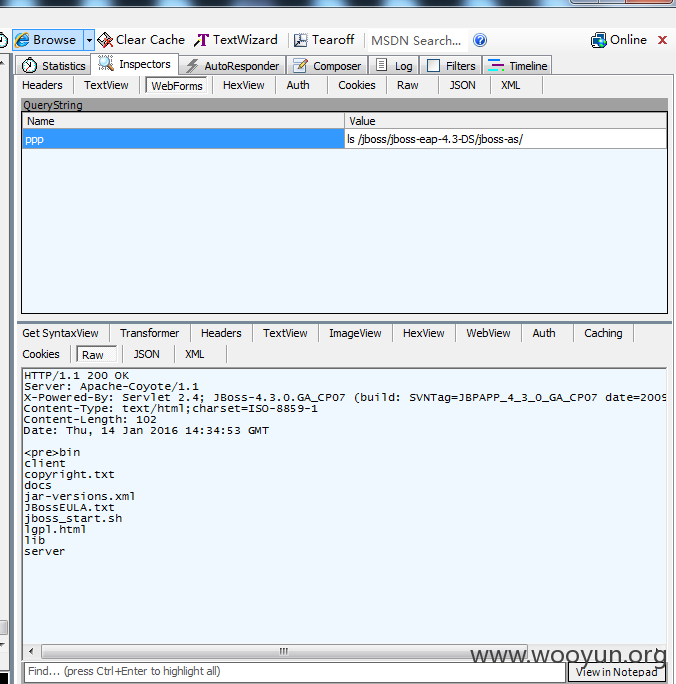 Browse Clear Cache TextWizard Tearoff MSDN Search... Online
Statistics Inspectors AutoResponder Composer Log Filters Timeline
Headers TextView WebForms HexView Auth Cookies Raw JSON XML
QueryString
Name Value
ppp ls /jboss/jboss-eap-4.3-DS/jboss-as/
Get SyntaxView Transformer Headers TextView ImageView HexView WebView Auth Caching
Cookies Raw JSON XML
HTTP/1.1 200 OK
Server: Apache-Coyote/1.1
X-Powered-By: Servlet 2.4; JBoss-4.3.0.GA_CP07 (build: SVNTag=JBPAPP_4_3_0_GA_CP07 date=2009
Content-Type: text/html;charset=ISO-8859-1
Content-Length: 102
Date: Thu, 14 Jan 2016 14:34:53 GMT
<pre>bin
client
copyright.txt
docs
jar-versions.xml
JBossEULA.txt
jboss_start.sh
lgpl.html
lib
server
www.wooyun.org
Find... (press Ctrl+Enter to highlight all) View in Notepad